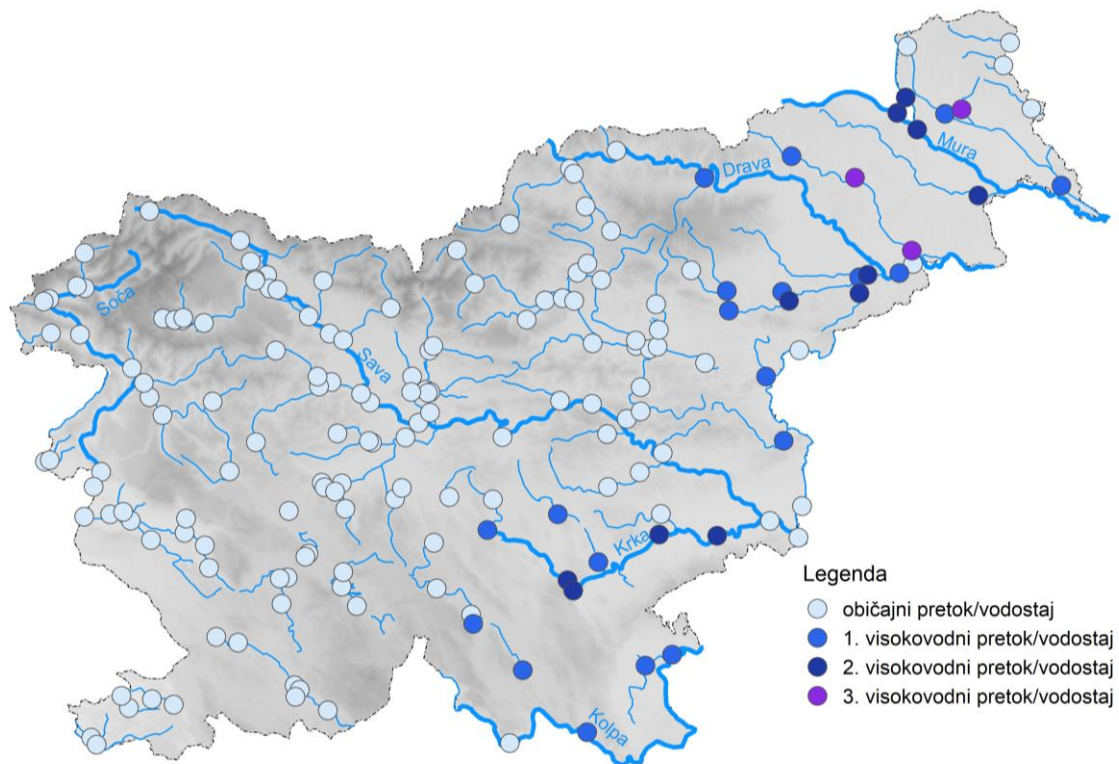 Mura
Drava
Soča
Sava
Krka
Kolpa
Legenda
običajni pretok/vodostaj
1. visokovodni pretok/vodostaj
2. visokovodni pretok/vodostaj
3. visokovodni pretok/vodostaj